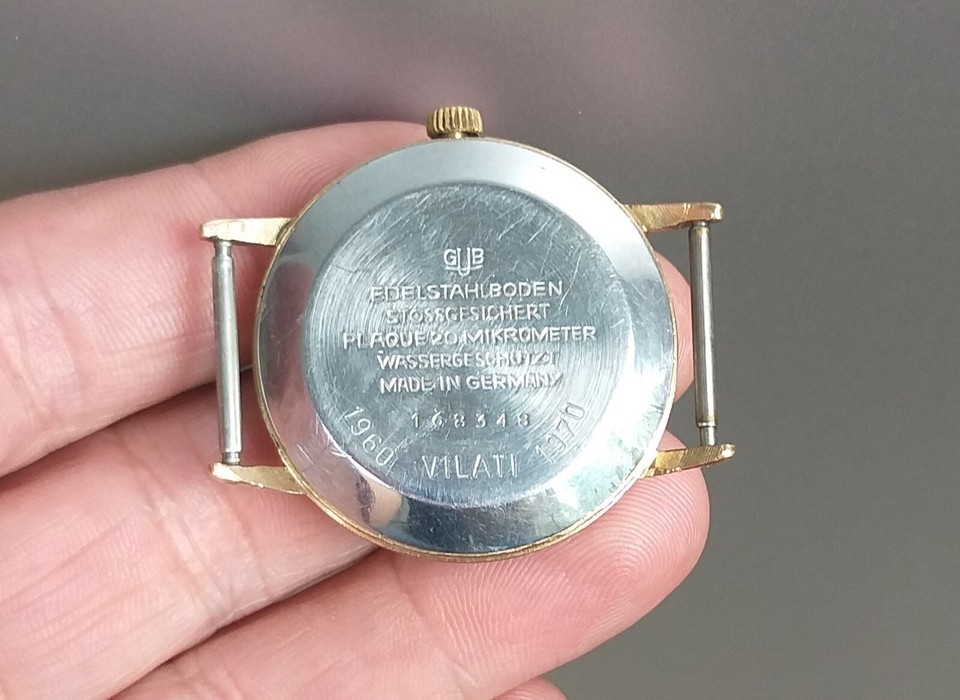 GUB
EDELSTAHLBODEN
STOSSGESICHERT
PLAQUE 20 MIKROMETER
WASSERGESCHÜTZT
MADE IN GERMANY
168348
1960 VILATI 1970